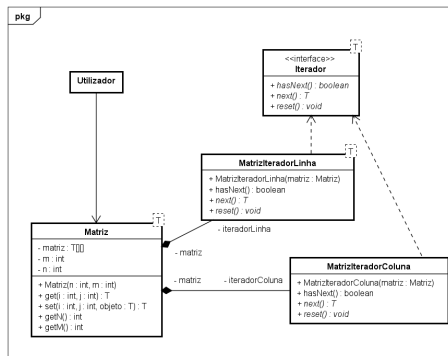 pkg
T
<<interface>>
Iterador
+ hasNext() : boolean
+ next() : T
+ reset() : void
Utilizador
T
MatrizIteradorLinha
+ MatrizIteradorLinha(matriz : Matriz)
+ hasNext() : boolean
+ next() : T
+ reset() : void
- iteradorLinha
- matriz
T
Matriz
- matriz : T[][]
- m : int
- n : int
+ Matriz(n : int, m : int)
+ get(i : int, j : int) : T
+ set(i : int, j : int, objeto : T) : T
+ getN() : int
+ getM() : int
- matriz
- iteradorColuna
T
MatrizIteradorColuna
+ MatrizIteradorColuna(matriz : Matriz)
+ hasNext() : boolean
+ next() : T
+ reset() : void